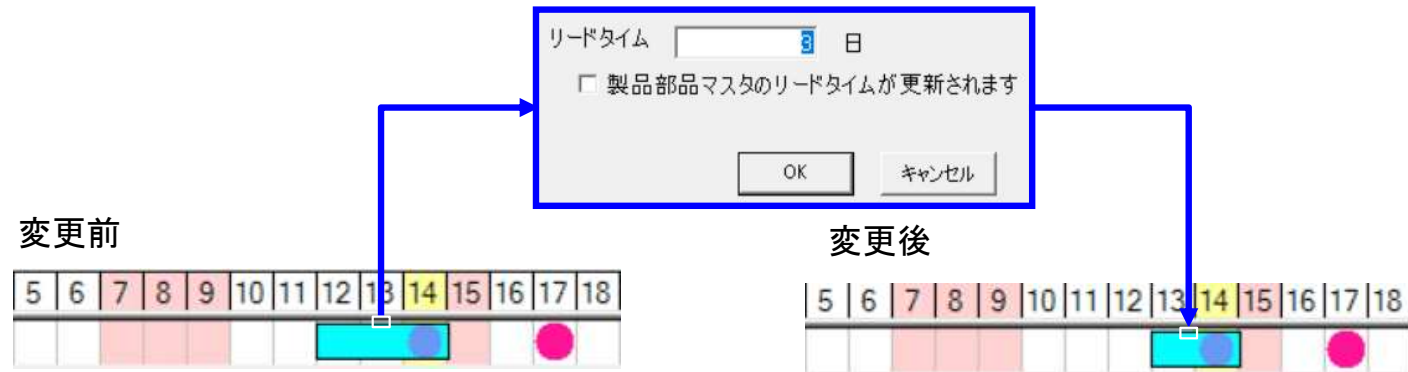 リードタイム 3 日
製品部品マスタのリードタイムが更新されます
OK キャンセル
変更前
変更後
5 6 7 8 9 10 11 12 13 14 15 16 17 18
5 6 7 8 9 10 11 12 13 14 15 16 17 18